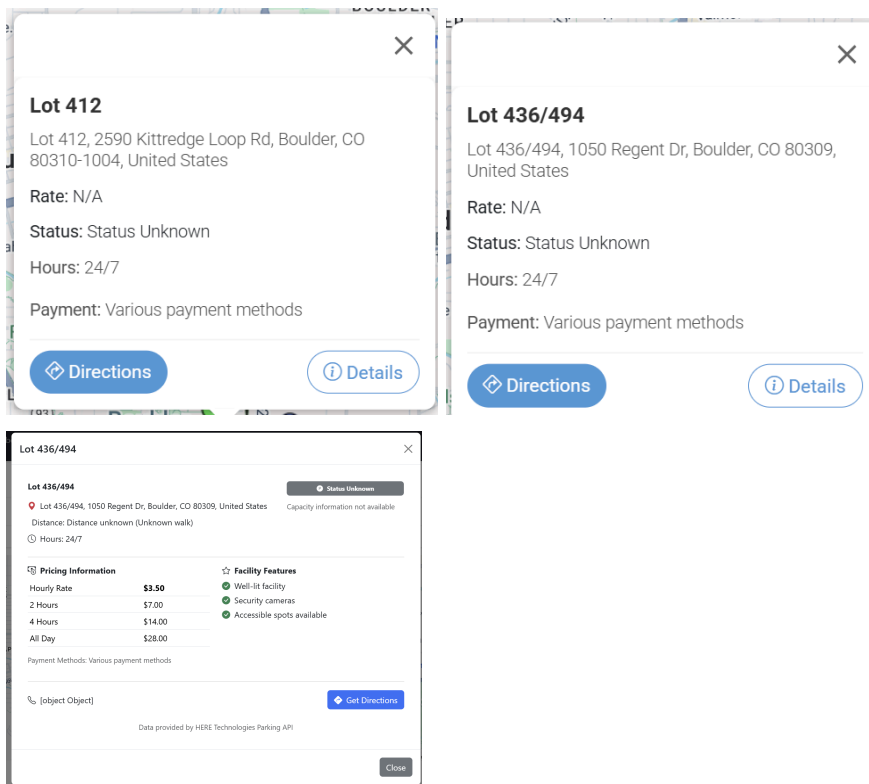 BOULDER
Lot 412
Lot 412, 2590 Kittredge Loop Rd, Boulder, CO
80310-1004, United States
Rate: N/A
Status: Status Unknown
Hours: 24/7
Payment: Various payment methods
Directions
Details
(93)
Lot 436/494
Lot 436/494, 1050 Regent Dr, Boulder, CO 80309,
United States
Rate: N/A
Status: Status Unknown
Hours: 24/7
Payment: Various payment methods
Directions
Details
Lot 436/494
Lot 436/494
Status Unknown
Lot 436/494, 1050 Regent Dr, Boulder, CO 80309, United States
Capacity information not available
Distance: Distance unknown (Unknown walk)
Hours: 24/7
Pricing Information
Hourly Rate $3.50
2 Hours $7.00
4 Hours $14.00
All Day $28.00
Payment Methods: Various payment methods
Facility Features
Well-lit facility
Security cameras
Accessible spots available
[object Object]
Get Directions
Data provided by HERE Technologies Parking API
Close